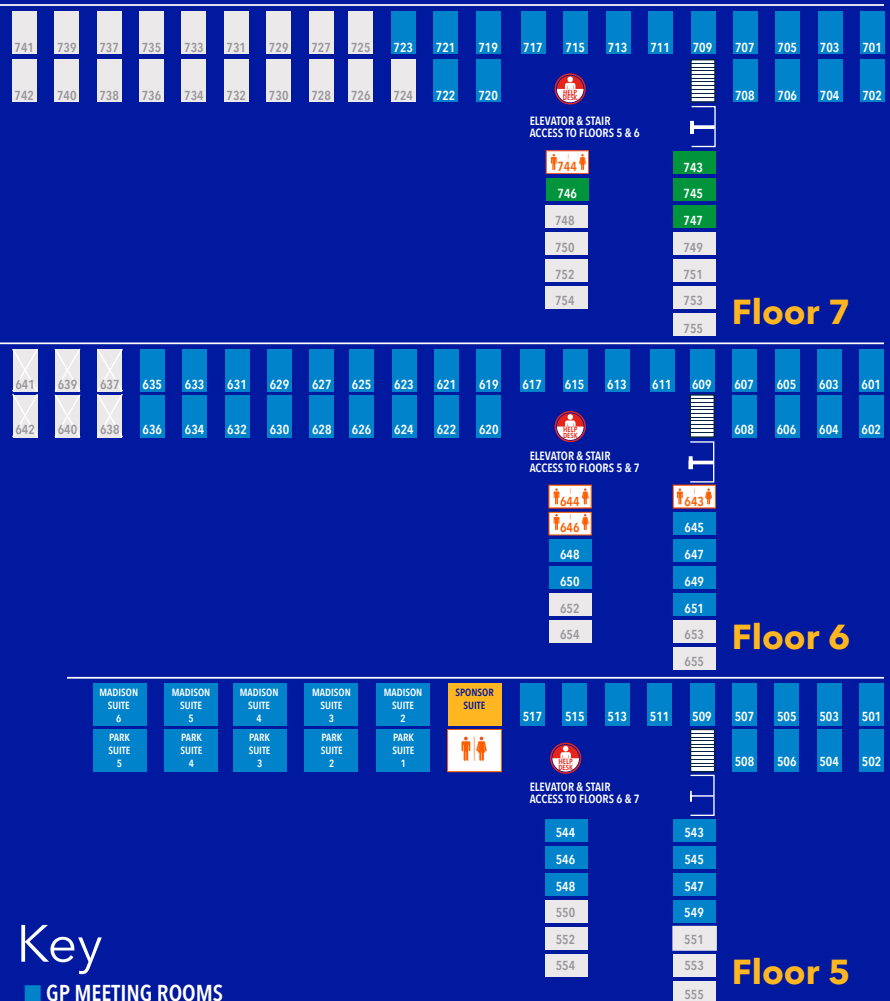 741 739 737 735 733 731 729 727 725 723 721 719 717 715 713 711 709 707 705 703 701
742 740 738 736 734 732 730 728 726 724 722 720 HELP 708 706 704 702
DESK
ELEVATOR & STAIR
ACCESS TO FLOORS 5 & 6
744 743
746 745
748 747
750 749
752 751
754 753
755
Floor 7
641 639 637 635 633 631 629 627 625 623 621 619 617 615 613 611 609 607 605 603 601
642 640 638 636 634 632 630 628 626 624 622 620 HELP 608 606 604 602
DESK
ELEVATOR & STAIR
ACCESS TO FLOORS 5 & 7
644 643
646 645
648 647
650 649
652 651
654 653
655
Floor 6
MADISON MADISON MADISON MADISON MADISON SPONSOR
SUITE SUITE SUITE SUITE SUITE SUITE
6 5 4 3 2 517 515 513 511 509 507 505 503 501
PARK PARK PARK PARK PARK
SUITE SUITE SUITE SUITE SUITE
5 4 3 2 1 HELP 508 506 504 502
DESK
ELEVATOR & STAIR
ACCESS TO FLOORS 6 & 7
544 543
546 545
548 547
550 549
552 551
554 553
555
Floor 5
Key
GP MEETING ROOMS